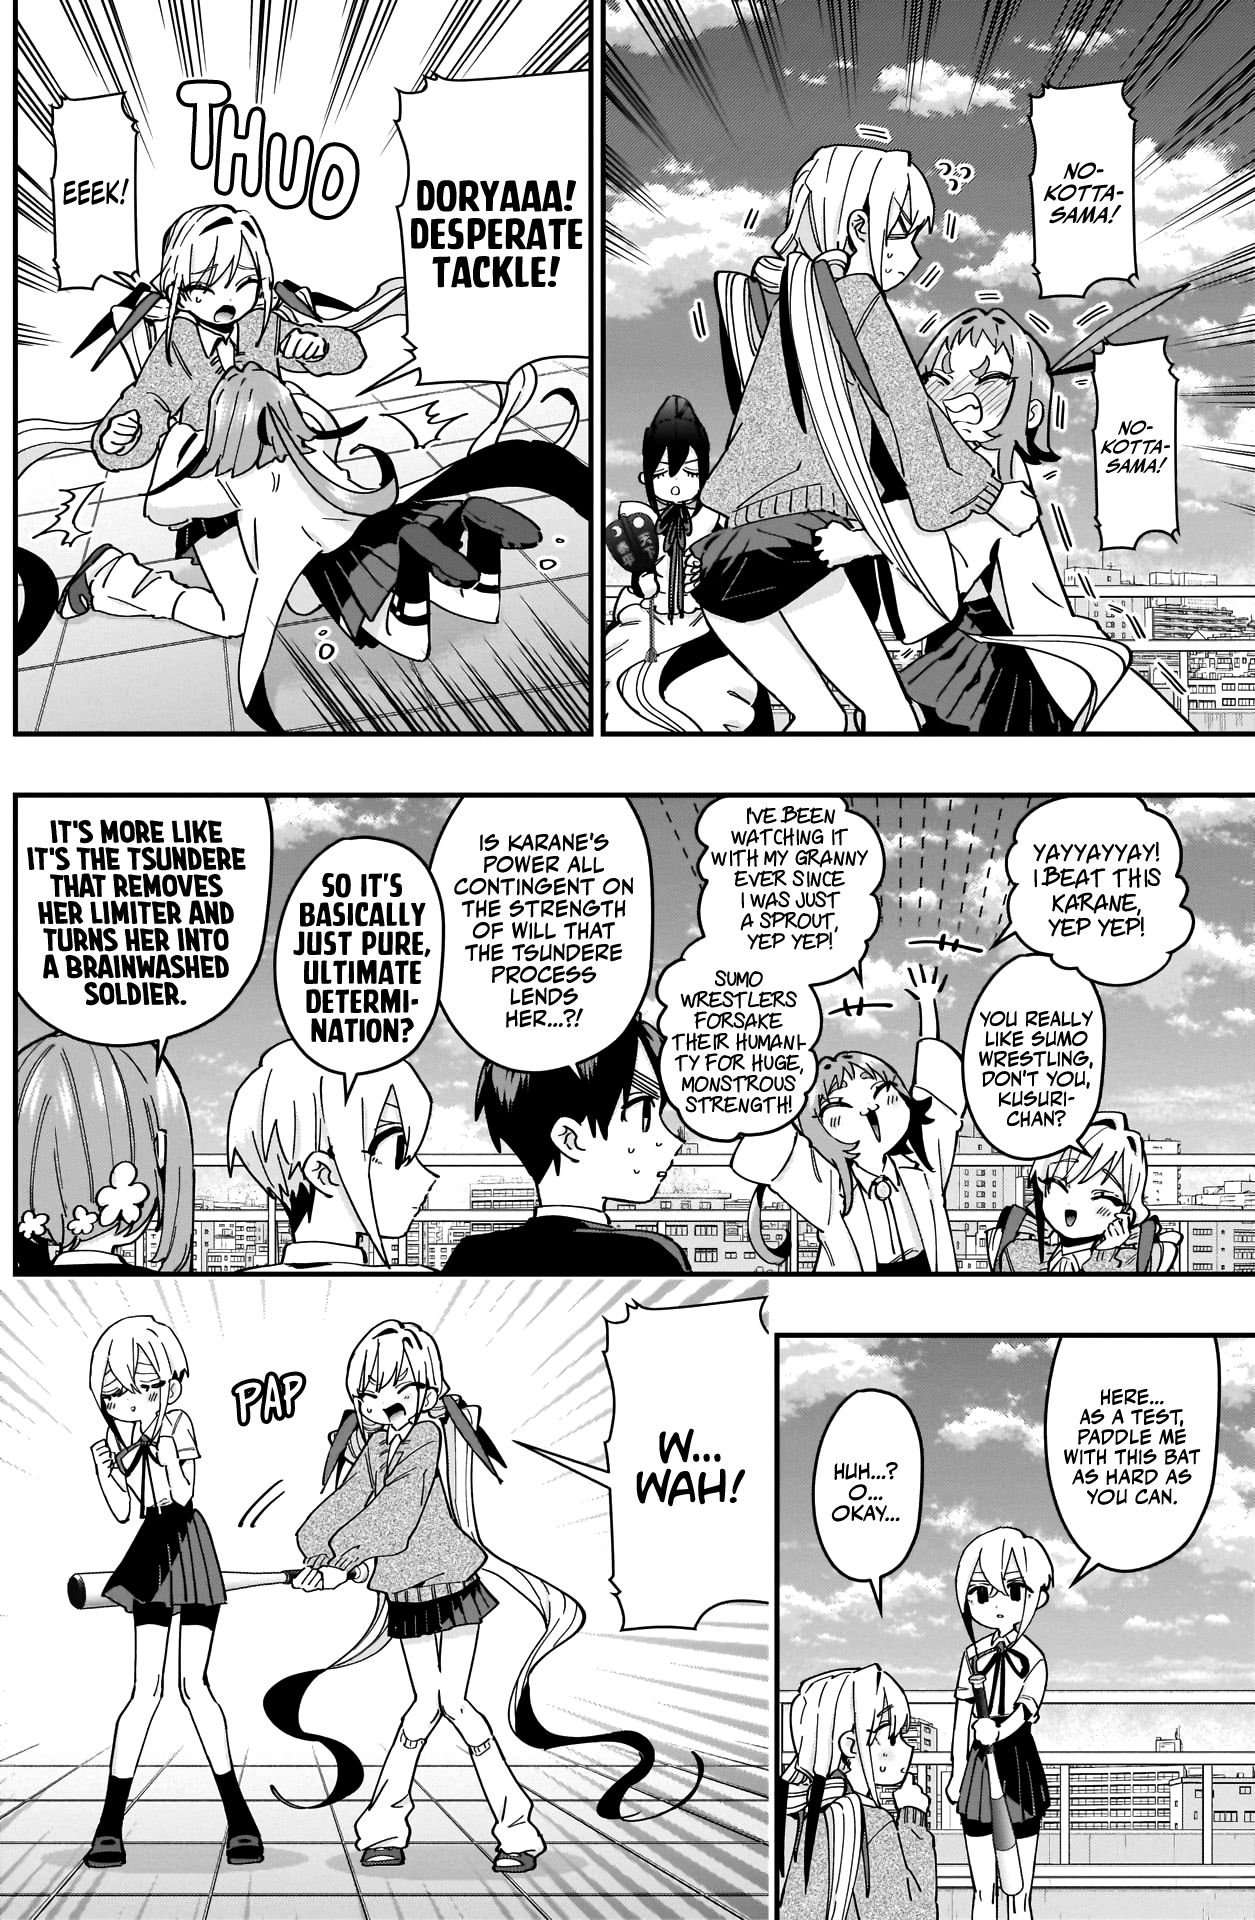 NO-
KOTTA-
SAMA!
NO-
KOTTA-
SAMA!
DORYAAA!
DESPERATE
TACKLE!
THUD
EEEK!
YAYYAYYAY!
I BEAT THIS
KARANE,
YEP YEP!
YOU REALLY
LIKE SUMO
WRESTLING,
DON'T YOU,
KUSURI-
CHAN?
I'VE BEEN
WATCHING IT
WITH MY GRANNY
EVER SINCE
I WAS JUST
A SPROUT,
YEP YEP!
SUMO
WRESTLERS
FORSAKE
THEIR HUMANI-
TY FOR HUGE,
MONSTROUS
STRENGTH!
IS KARANE'S
POWER ALL
CONTINGENT ON
THE STRENGTH
OF WILL THAT
THE TSUNDERE
PROCESS
LENDS
HER...?!
SO IT'S
BASICALLY
JUST PURE,
ULTIMATE
DETERMI-
NATION?
IT'S MORE LIKE
IT'S THE TSUNDERE
THAT REMOVES
HER LIMITER AND
TURNS HER INTO
A BRAINWASHED
SOLDIER.
HERE...
AS A TEST,
PADDLE ME
WITH THIS BAT
AS HARD AS
YOU CAN.
HUH...?
O...
OKAY...
W...
WAH!
PAP